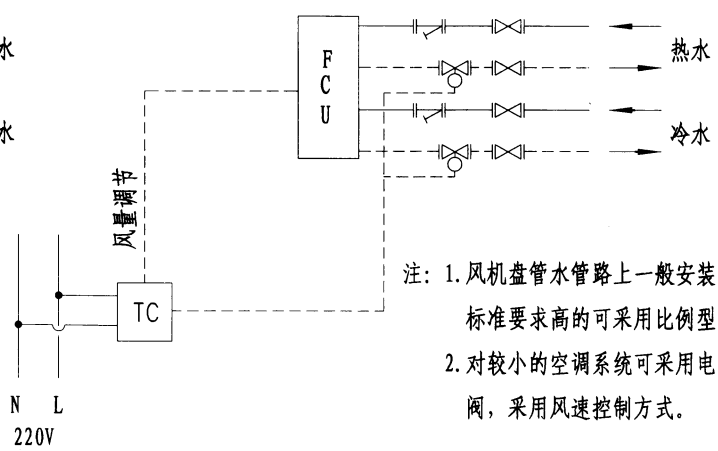 水
水
FCU
热水
冷水
风量调节
TC
N L
220V
注: 1. 风机盘管水管路上一般安装
标准要求高的可采用比例型
2. 对较小的空调系统可采用电
阀, 采用风速控制方式。